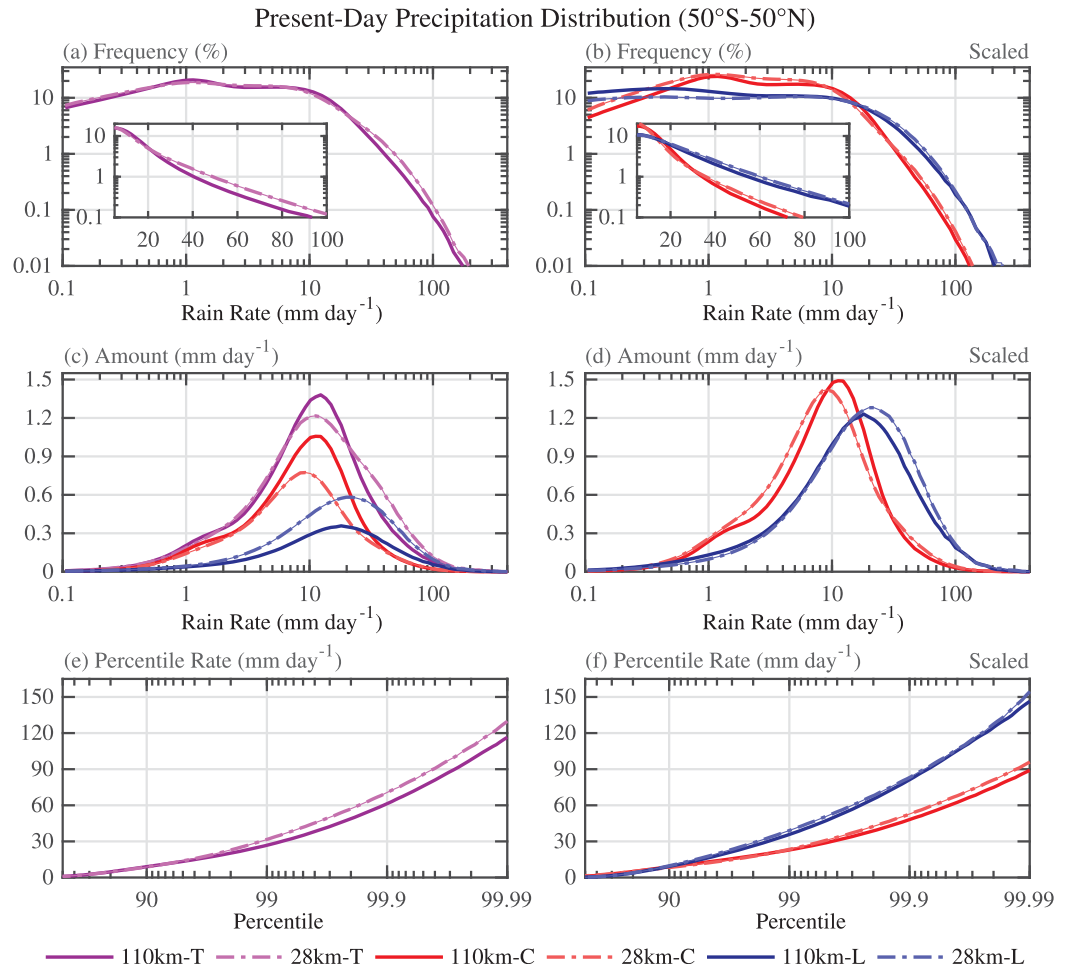 Present-Day Precipitation Distribution (50°S-50°N)
(a) Frequency (%)
10
1
0.1
0.01
10
1
0.1
20 40 60 80 100
0.1 1 10 100
Rain Rate (mm day⁻¹)
(b) Frequency (%) Scaled
10
1
0.1
0.01
10
1
0.1
20 40 60 80 100
0.1 1 10 100
Rain Rate (mm day⁻¹)
(c) Amount (mm day⁻¹)
1.5
1.2
0.9
0.6
0.3
0
0.1 1 10 100
Rain Rate (mm day⁻¹)
(d) Amount (mm day⁻¹) Scaled
1.5
1.2
0.9
0.6
0.3
0
0.1 1 10 100
Rain Rate (mm day⁻¹)
(e) Percentile Rate (mm day⁻¹)
150
120
90
60
30
0
90 99 99.9 99.99
Percentile
(f) Percentile Rate (mm day⁻¹) Scaled
150
120
90
60
30
0
90 99 99.9 99.99
Percentile
110km-T 28km-T 110km-C 28km-C 110km-L 28km-L